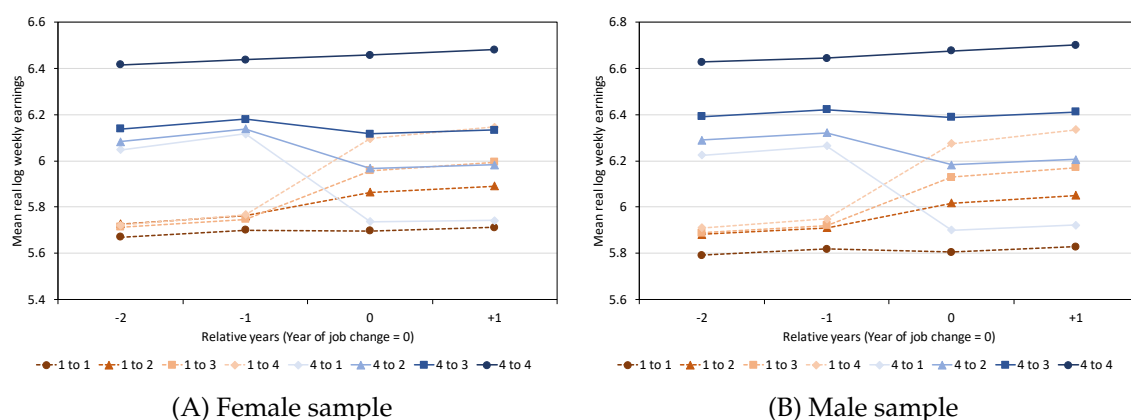 6.6
6.4
6.2
6
5.8
5.6
5.4
Mean real log weekly earnings
-2 -1 0 +1
Relative years (Year of job change = 0)
1 to 1 1 to 2 1 to 3 1 to 4 4 to 1 4 to 2 4 to 3 4 to 4
(A) Female sample
6.8
6.6
6.4
6.2
6
5.8
5.6
Mean real log weekly earnings
-2 -1 0 +1
Relative years (Year of job change = 0)
1 to 1 1 to 2 1 to 3 1 to 4 4 to 1 4 to 2 4 to 3 4 to 4
(B) Male sample